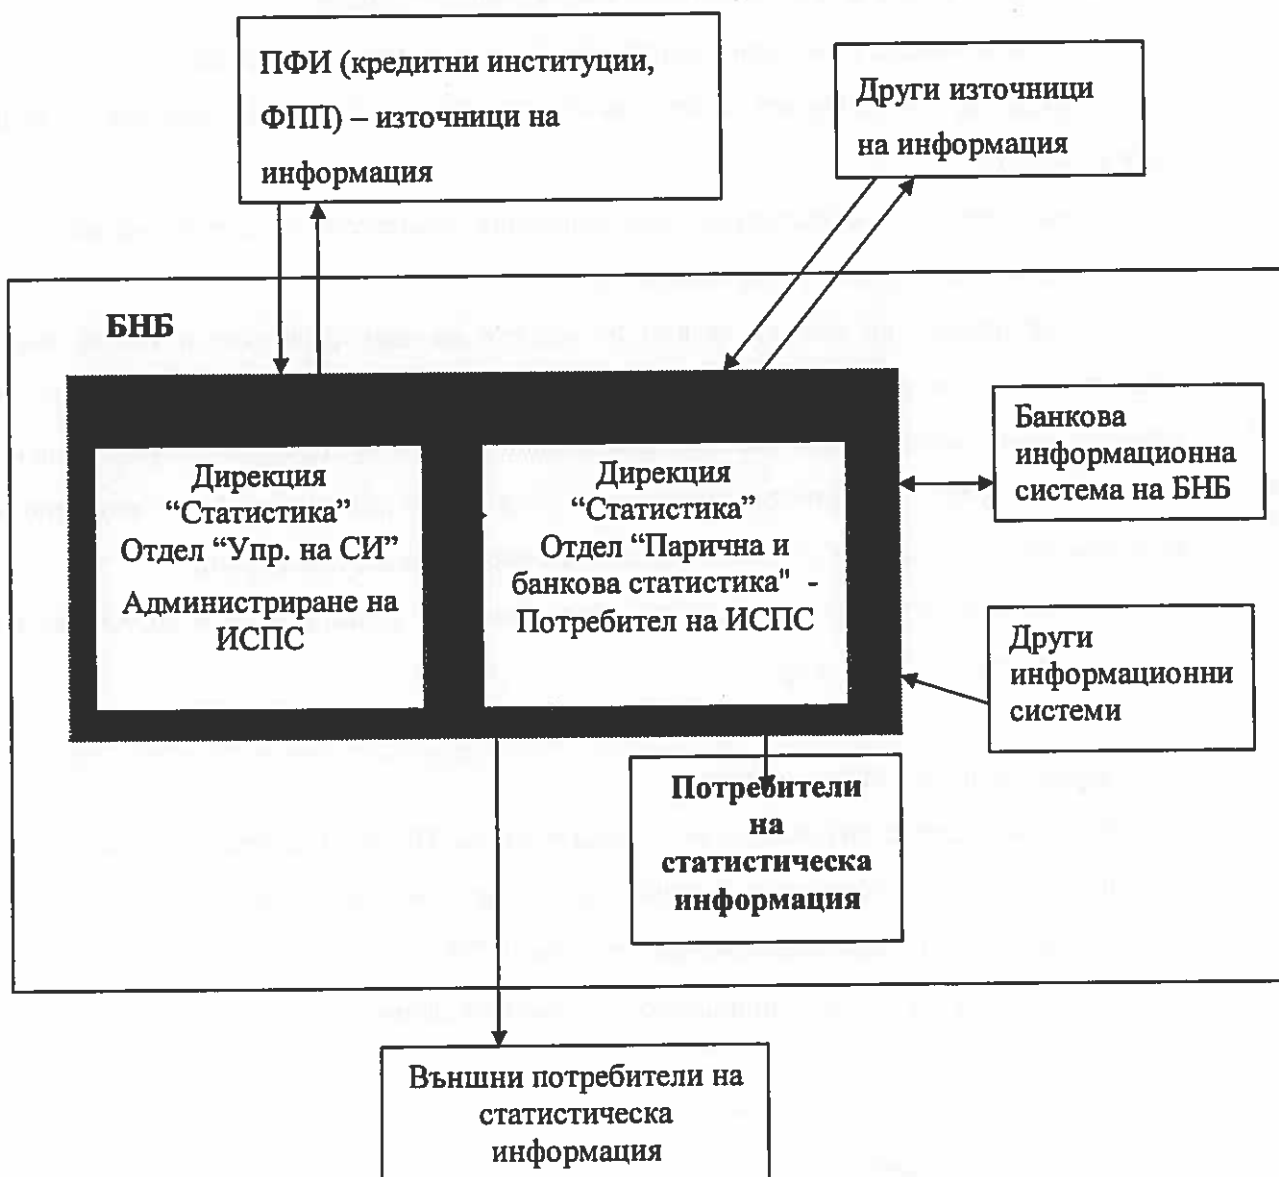 ПФИ (кредитни институции,
ФПП) – източници на
информация
Други източници
на информация
БНБ
Дирекция
“Статистика”
Отдел “Упр. на СИ”
Администриране на
ИСПС
Дирекция
“Статистика”
Отдел “Парична и
банкова статистика" -
Потребител на ИСПС
Банкова
информационна
система на БНБ
Други
информационни
системи
Потребители
на
статистическа
информация
Външни потребители на
статистическа
информация